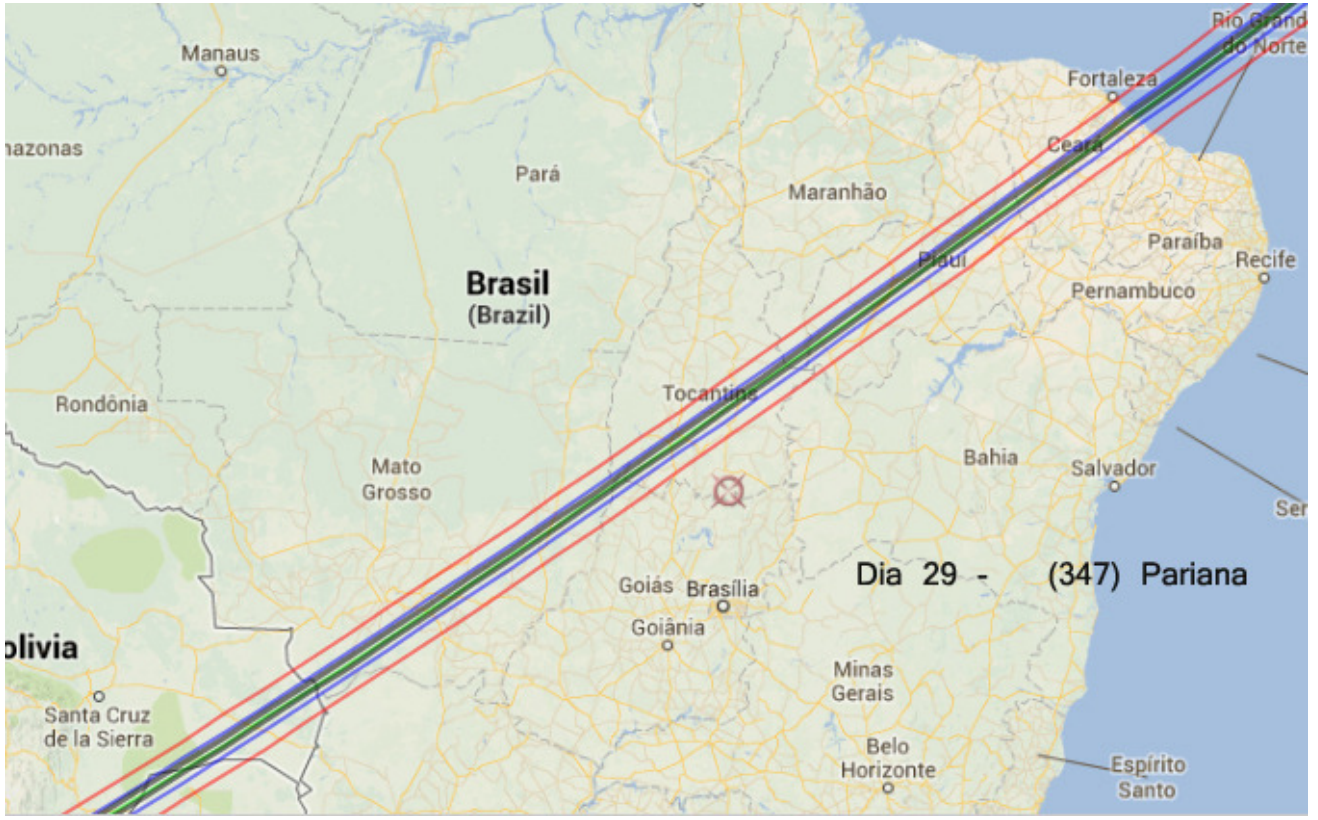 Rio Grand
do Norte
Manaus
Fortaleza
nazonas
Ceará
Pará
Maranhão
Paraíba
Piauí
Recife
Brasil
(Brazil)
Pernambuco
Tocantins
Rondônia
Bahia
Mato
Grosso
Salvador
Ser
Dia 29 - (347) Pariana
Goiás
Brasília
Goiânia
olivia
Minas
Gerais
Santa Cruz
de la Sierra
Belo
Horizonte
Espírito
Santo